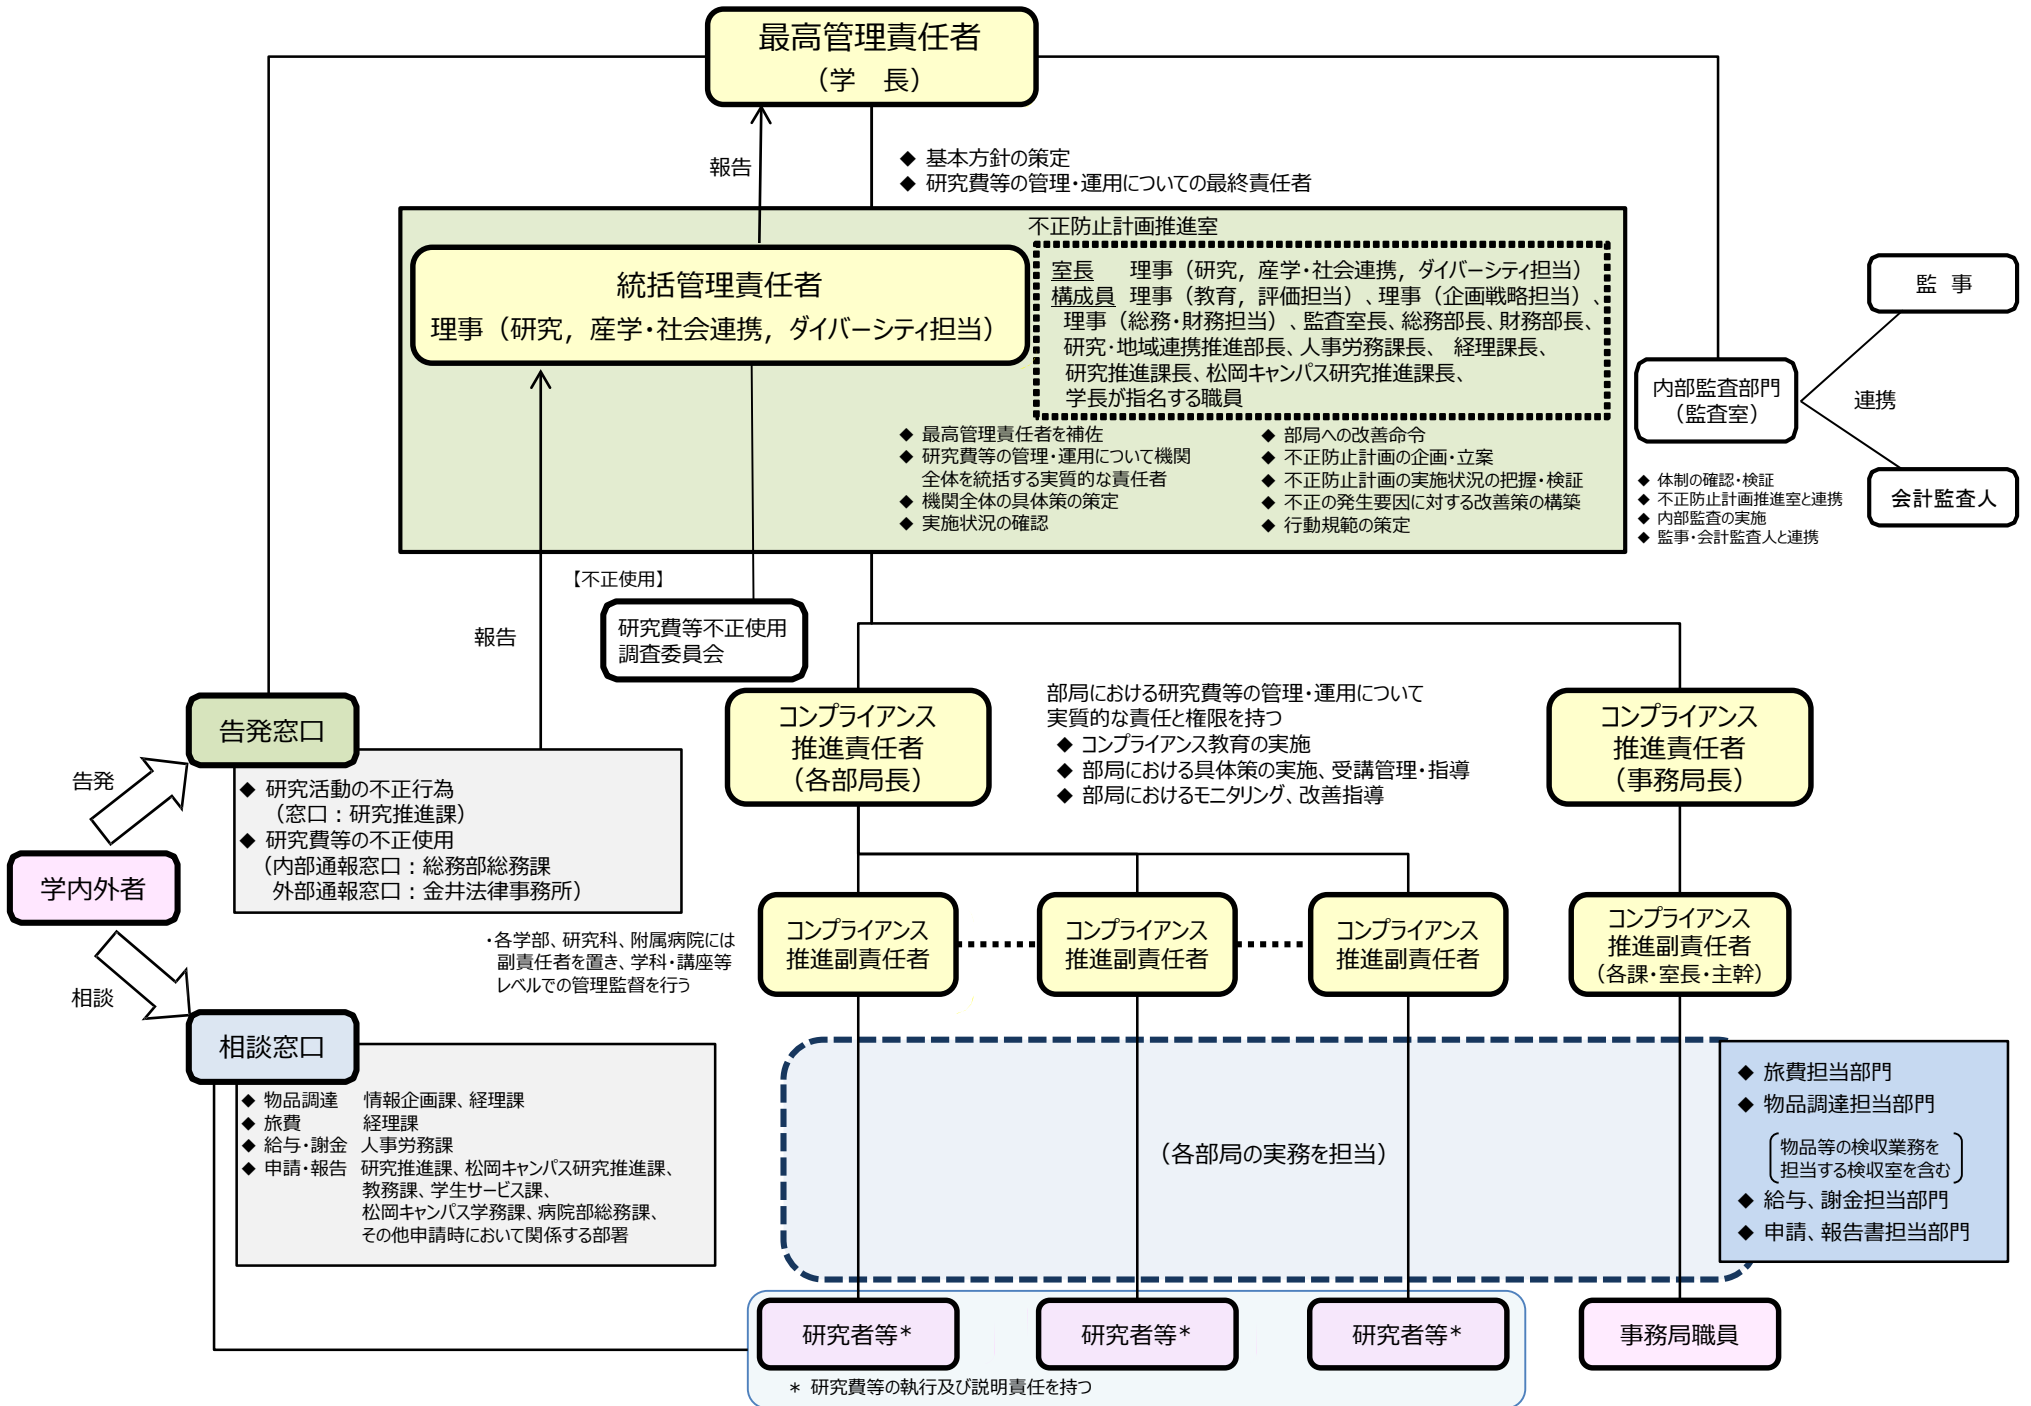 最高管理責任者
（学　長）
報告
◆ 基本方針の策定
◆ 研究費等の管理・運用についての最終責任者
不正防止計画推進室
統括管理責任者
理事（研究，産学・社会連携，ダイバーシティ担当）
室長　理事（研究，産学・社会連携，ダイバーシティ担当）
構成員 理事（教育，評価担当）、理事（企画戦略担当）、
理事（総務・財務担当）、監査室長、総務部長、財務部長、
研究・地域連携推進部長、人事労務課長、 経理課長、
研究推進課長、松岡キャンパス研究推進課長、
学長が指名する職員
◆ 最高管理責任者を補佐
◆ 研究費等の管理・運用について機関
全体を統括する実質的な責任者
◆ 機関全体の具体策の策定
◆ 実施状況の確認
◆ 部局への改善命令
◆ 不正防止計画の企画・立案
◆ 不正防止計画の実施状況の把握・検証
◆ 不正の発生要因に対する改善策の構築
◆ 行動規範の策定
監　事
内部監査部門
（監査室）
連携
会計監査人
◆ 体制の確認・検証
◆ 不正防止計画推進室と連携
◆ 内部監査の実施
◆ 監事・会計監査人と連携
【不正使用】
研究費等不正使用
調査委員会
報告
告発窓口
告発
◆ 研究活動の不正行為
（窓口：研究推進課）
◆ 研究費等の不正使用
（内部通報窓口：総務部総務課
外部通報窓口：金井法律事務所）
学内外者
相談
コンプライアンス
推進責任者
（各部局長）
部局における研究費等の管理・運用について
実質的な責任と権限を持つ
◆ コンプライアンス教育の実施
◆ 部局における具体策の実施、受講管理・指導
◆ 部局におけるモニタリング、改善指導
コンプライアンス
推進責任者
（事務局長）
・各学部、研究科、附属病院には
副責任者を置き、学科・講座等
レベルでの管理監督を行う
コンプライアンス
推進副責任者
コンプライアンス
推進副責任者
コンプライアンス
推進副責任者
コンプライアンス
推進副責任者
（各課・室長・主幹）
相談窓口
◆ 物品調達　情報企画課、経理課
◆ 旅費　経理課
◆ 給与・謝金 人事労務課
◆ 申請・報告 研究推進課、松岡キャンパス研究推進課、
教務課、学生サービス課、
松岡キャンパス学務課、病院部総務課、
その他申請時において関係する部署
（各部局の実務を担当）
◆ 旅費担当部門
◆ 物品調達担当部門
物品等の検収業務を
担当する検収室を含む
◆ 給与、謝金担当部門
◆ 申請、報告書担当部門
研究者等*
研究者等*
研究者等*
事務局職員
* 研究費等の執行及び説明責任を持つ